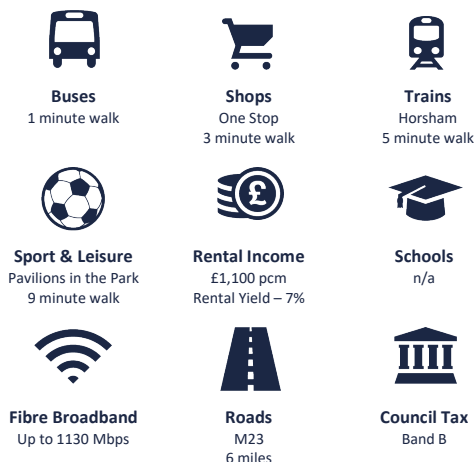 Buses
1 minute walk
Shops
One Stop
3 minute walk
Trains
Horsham
5 minute walk
Sport & Leisure
Pavilions in the Park
9 minute walk
£
Rental Income
£1,100 pcm
Rental Yield – 7%
Schools
n/a
Fibre Broadband
Up to 1130 Mbps
Roads
M23
6 miles
Council Tax
Band B